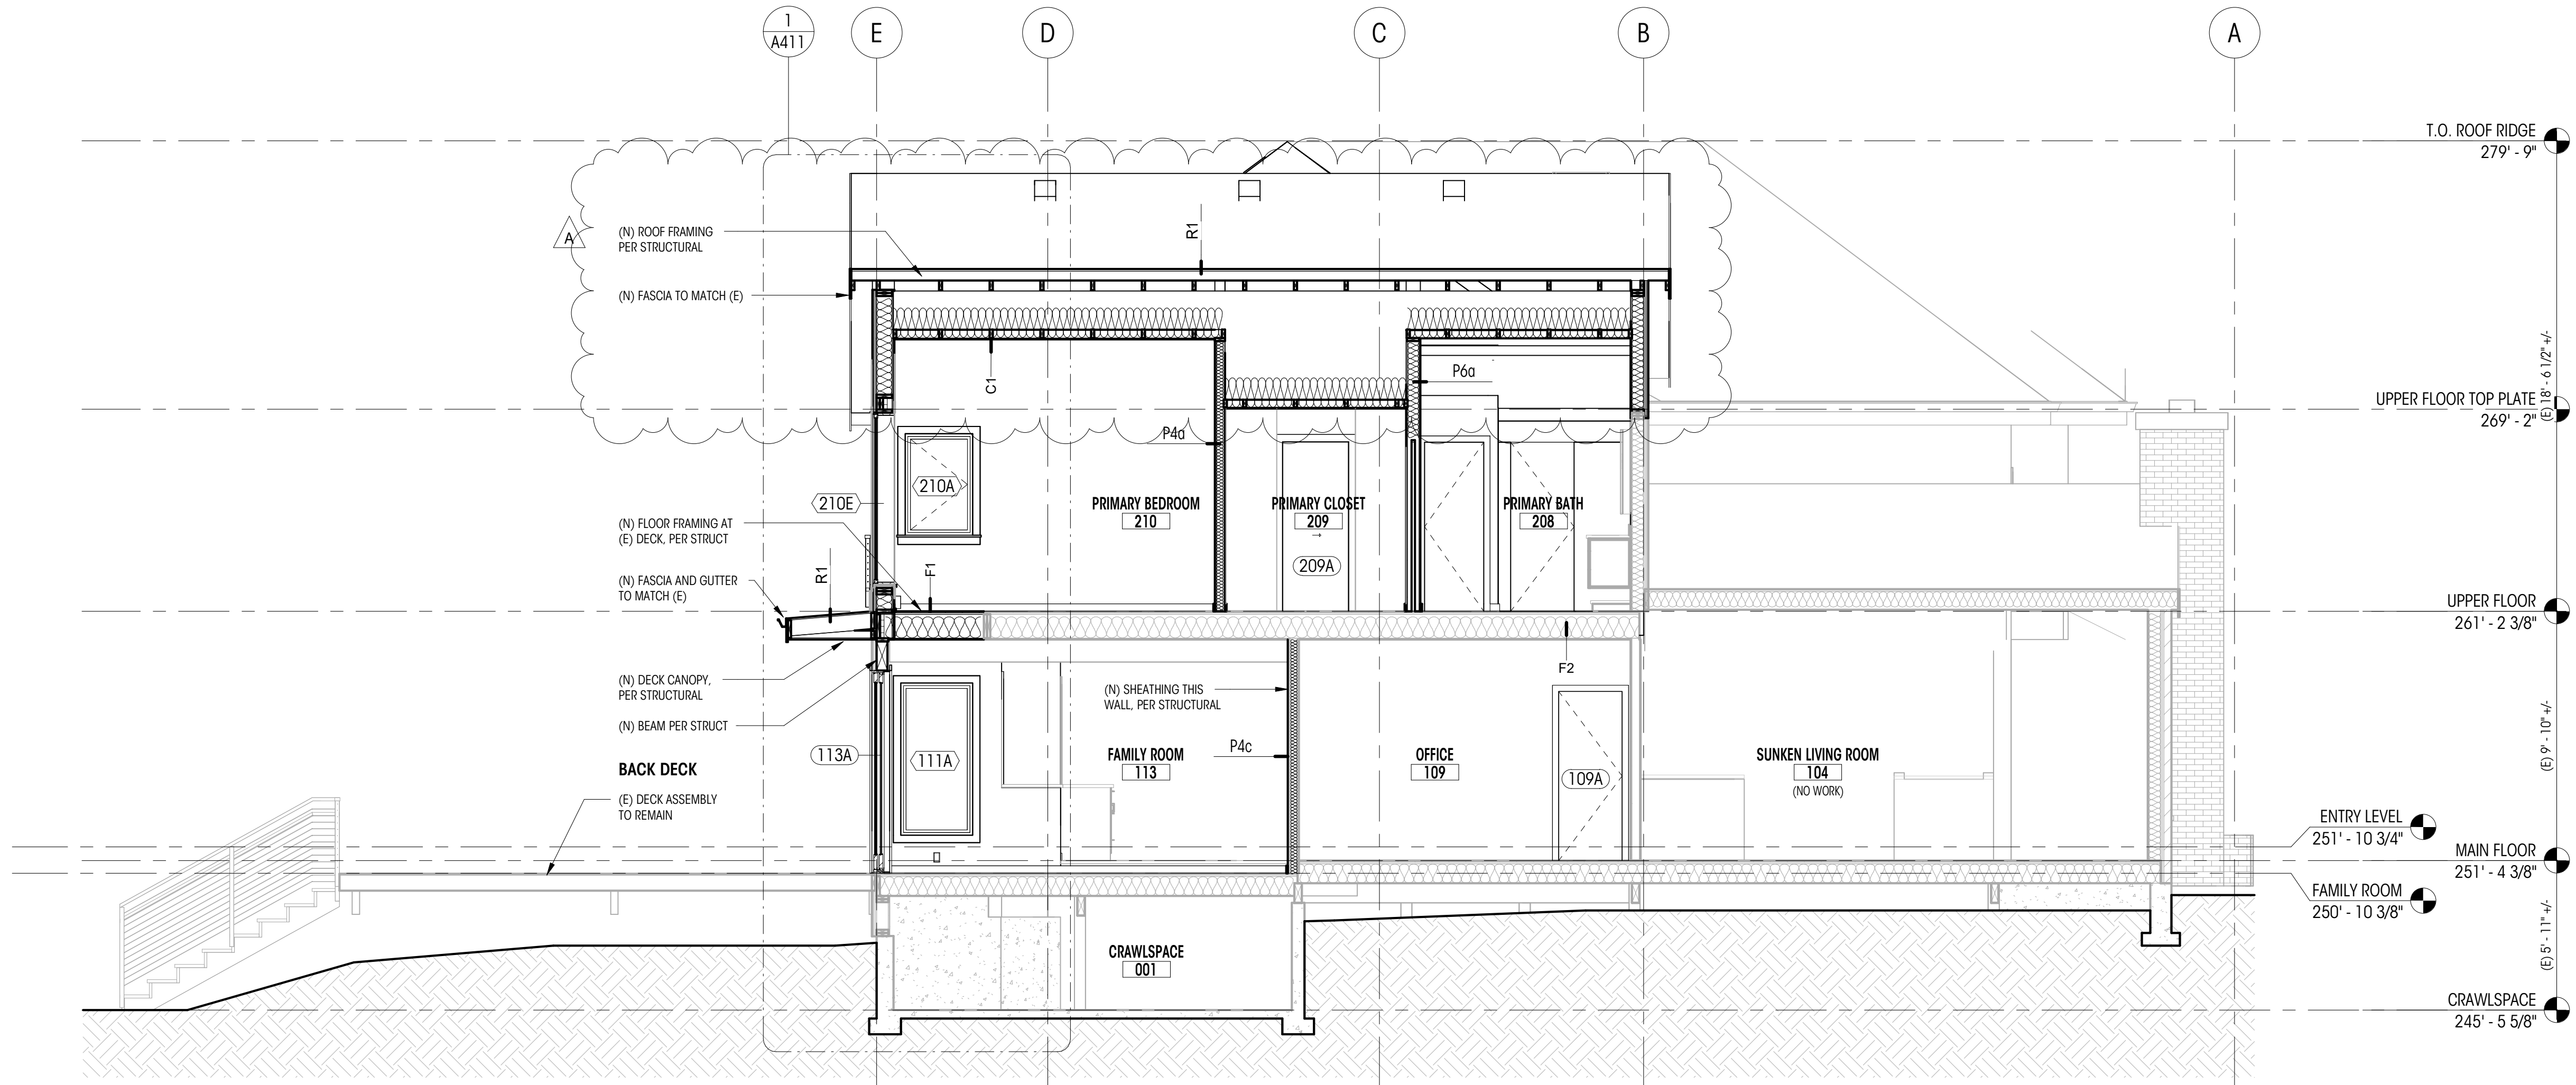 1
A411
E
D
C
B
A
T.O. ROOF RIDGE
279' - 9"
A
(N) ROOF FRAMING
PER STRUCTURAL
R1
(N) FASCIA TO MATCH (E)
C1
P6a
P4a
(E) 18' - 6 1/2" +/-
UPPER FLOOR TOP PLATE
269' - 2"
210A
210E
PRIMARY BEDROOM
210
PRIMARY CLOSET
209
→
209A
PRIMARY BATH
208
(N) FLOOR FRAMING AT
(E) DECK, PER STRUCT
(N) FASCIA AND GUTTER
TO MATCH (E)
R1
F1
UPPER FLOOR
261' - 2 3/8"
F2
(N) DECK CANOPY,
PER STRUCTURAL
(N) BEAM PER STRUCT
(N) SHEATHING THIS
WALL, PER STRUCTURAL
P4c
113A
111A
FAMILY ROOM
113
OFFICE
109
109A
SUNKEN LIVING ROOM
104
(NO WORK)
(E) 9' - 10" +/-
BACK DECK
(E) DECK ASSEMBLY
TO REMAIN
ENTRY LEVEL
251' - 10 3/4"
MAIN FLOOR
251' - 4 3/8"
FAMILY ROOM
250' - 10 3/8"
(E) 5' - 11" +/-
CRAWLSPACE
001
CRAWLSPACE
245' - 5 5/8"